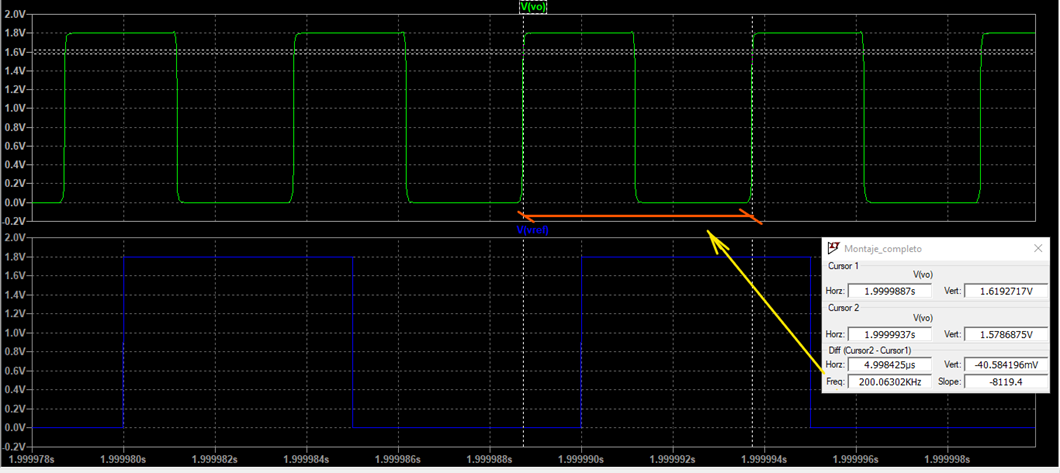 V(vo)
2.0V
1.8V
1.6V
1.4V
1.2V
1.0V
0.8V
0.6V
0.4V
0.2V
0.0V
-0.2V
V(vref)
2.0V
1.8V
1.6V
1.4V
1.2V
1.0V
0.8V
0.6V
0.4V
0.2V
0.0V
-0.2V
1.999978s 1.999980s 1.999982s 1.999984s 1.999986s 1.999988s 1.999990s 1.999992s 1.999994s 1.999996s 1.999998s
Montaje_completo
Cursor 1
V(vo)
Horz: 1.9999887s Vert: 1.6192717V
Cursor 2
V(vo)
Horz: 1.9999937s Vert: 1.5786875V
Diff (Cursor2 - Cursor1)
Horz: 4.998425µs Vert: -40.584196mV
Freq: 200.06302KHz Slope: -8119.4